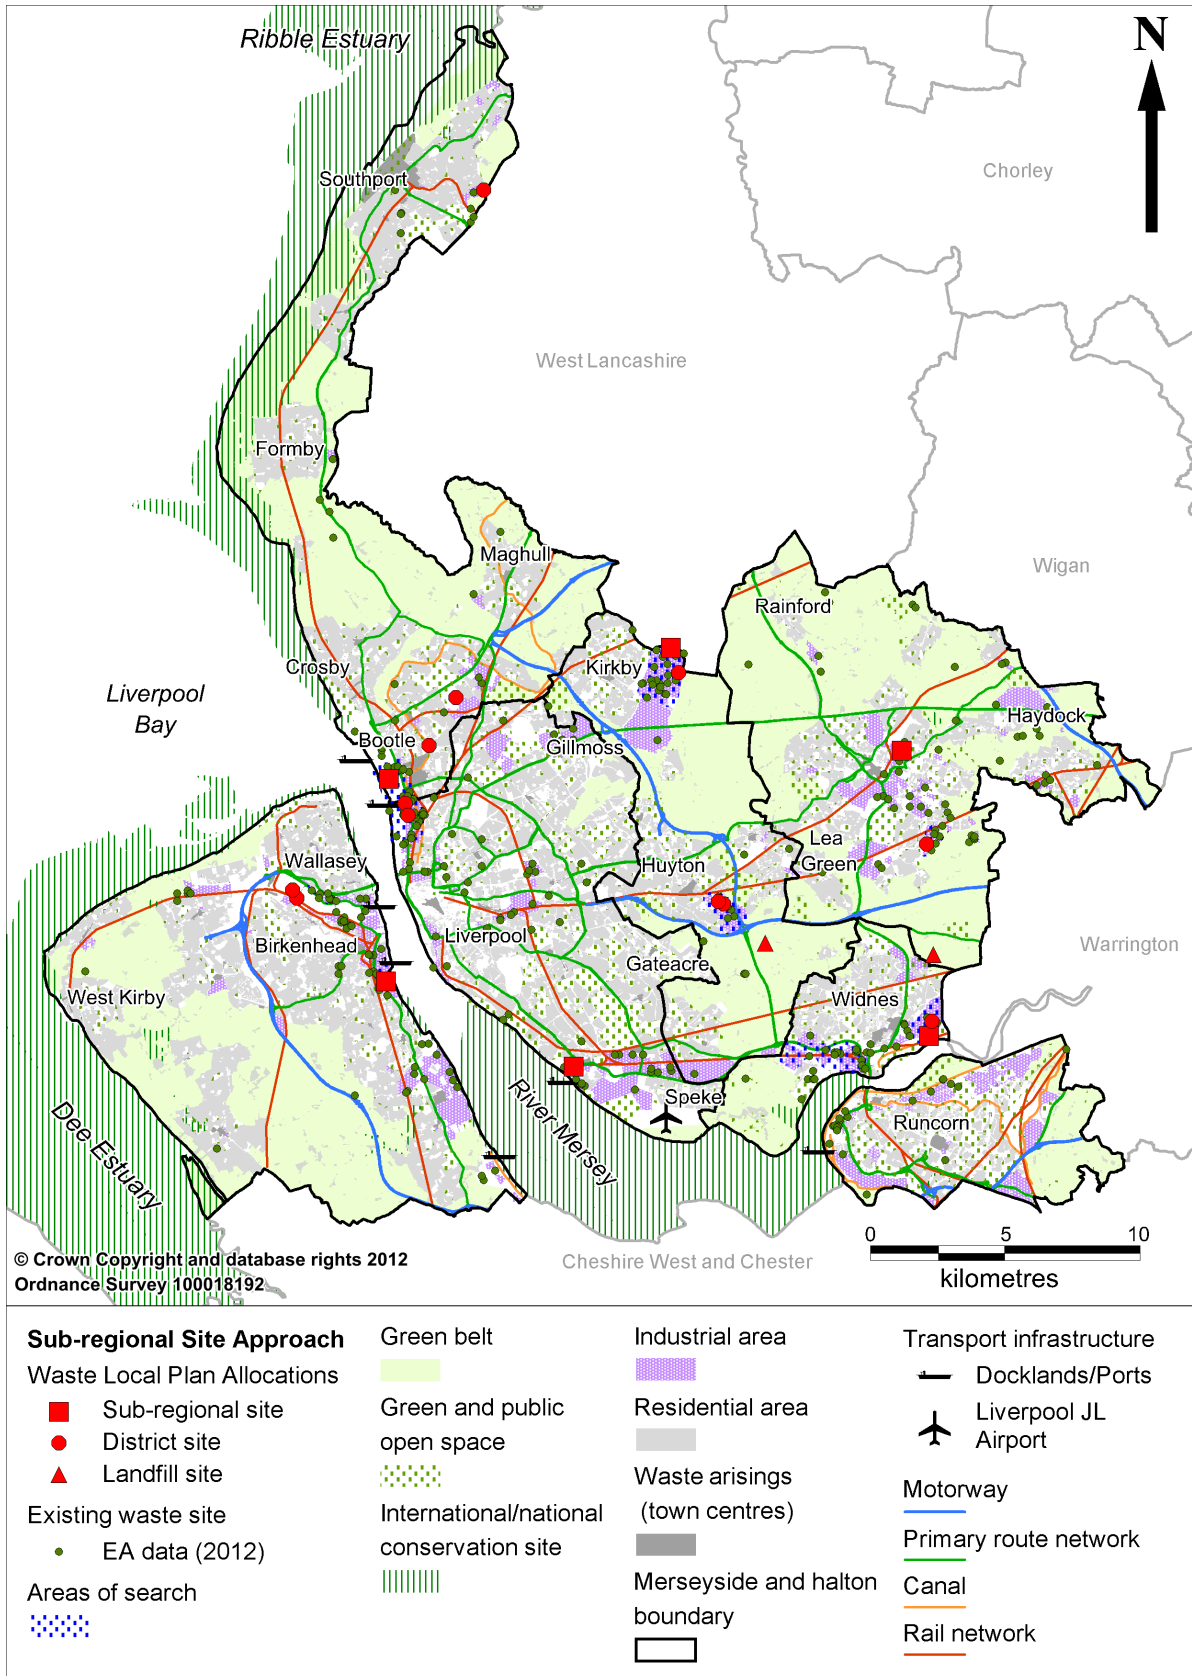 Ribble Estuary
N
Chorley
Southport
West Lancashire
Formby
Maghull
Wigan
Rainford
Crosby
Kirkby
Liverpool
Bay
Haydock
Bootle
Gillmoss
Wallasey
Huyton
Lea
Green
Birkenhead
Liverpool
Gateacre
Warrington
West Kirby
Widnes
Dee Estuary
River Mersey
Speke
Runcorn
Cheshire West and Chester
© Crown Copyright and database rights 2012
Ordnance Survey 100018192
0 5 10
kilometres
Sub-regional Site Approach
Waste Local Plan Allocations
Sub-regional site
District site
Landfill site
Existing waste site
EA data (2012)
Areas of search
Green belt
Green and public
open space
International/national
conservation site
Industrial area
Residential area
Waste arisings
(town centres)
Merseyside and halton
boundary
Transport infrastructure
Docklands/Ports
Liverpool JL
Airport
Motorway
Primary route network
Canal
Rail network